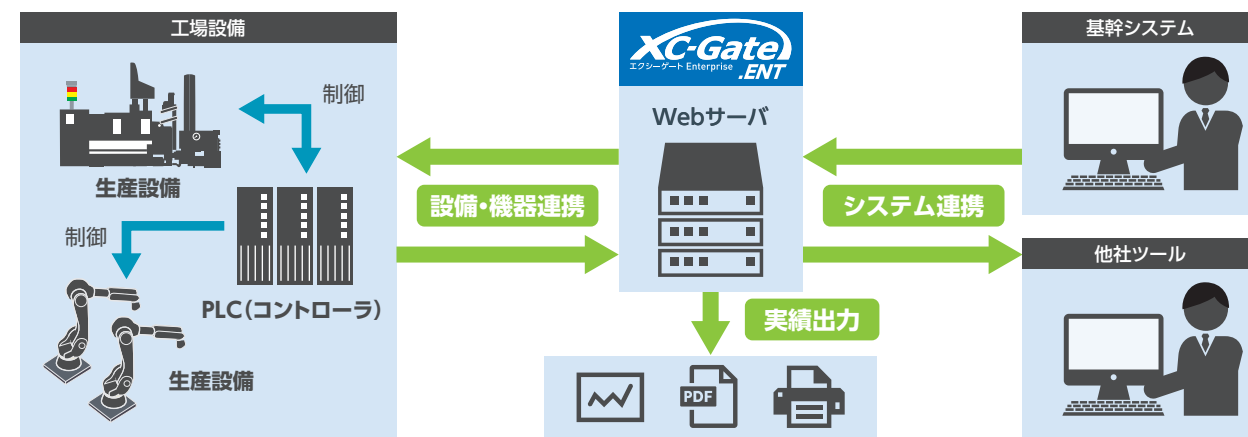 工場設備
制御
生産設備
制御
PLC(コントローラ)
生産設備
設備・機器連携
XC-Gate
エクシーゲート Enterprise
.ENT
Webサーバ
システム連携
実績出力
PDF
基幹システム
他社ツール